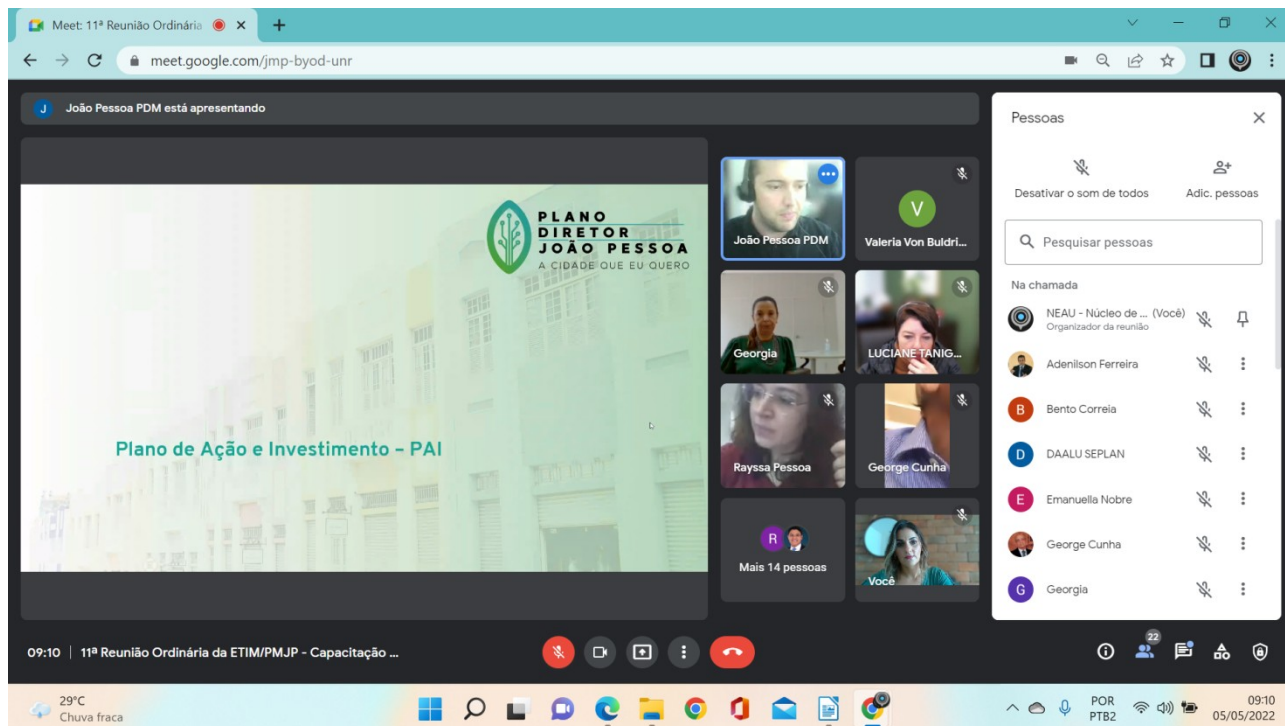 Meet: 11ª Reunião Ordinária
meet.google.com/jmp-byod-unr
J João Pessoa PDM está apresentando
PLANO
DIRETOR
JOÃO PESSOA
A CIDADE QUE EU QUERO
Plano de Ação e Investimento – PAI
João Pessoa PDM
V
Valeria Von Buldri...
Georgia
LUCIANE TANIG...
Rayssa Pessoa
George Cunha
R
Mais 14 pessoas
Você
Pessoas
Desativar o som de todos
Adic. pessoas
Pesquisar pessoas
Na chamada
NEAU - Núcleo de ... (Você)
Organizador da reunião
Adenilson Ferreira
B Bento Correia
D DAALU SEPLAN
E Emanuella Nobre
George Cunha
G Georgia
09:10 | 11ª Reunião Ordinária da ETIM/PMJP - Capacitação ...
22
29°C
Chuva fraca
POR
PTB2
09:10
05/05/2022